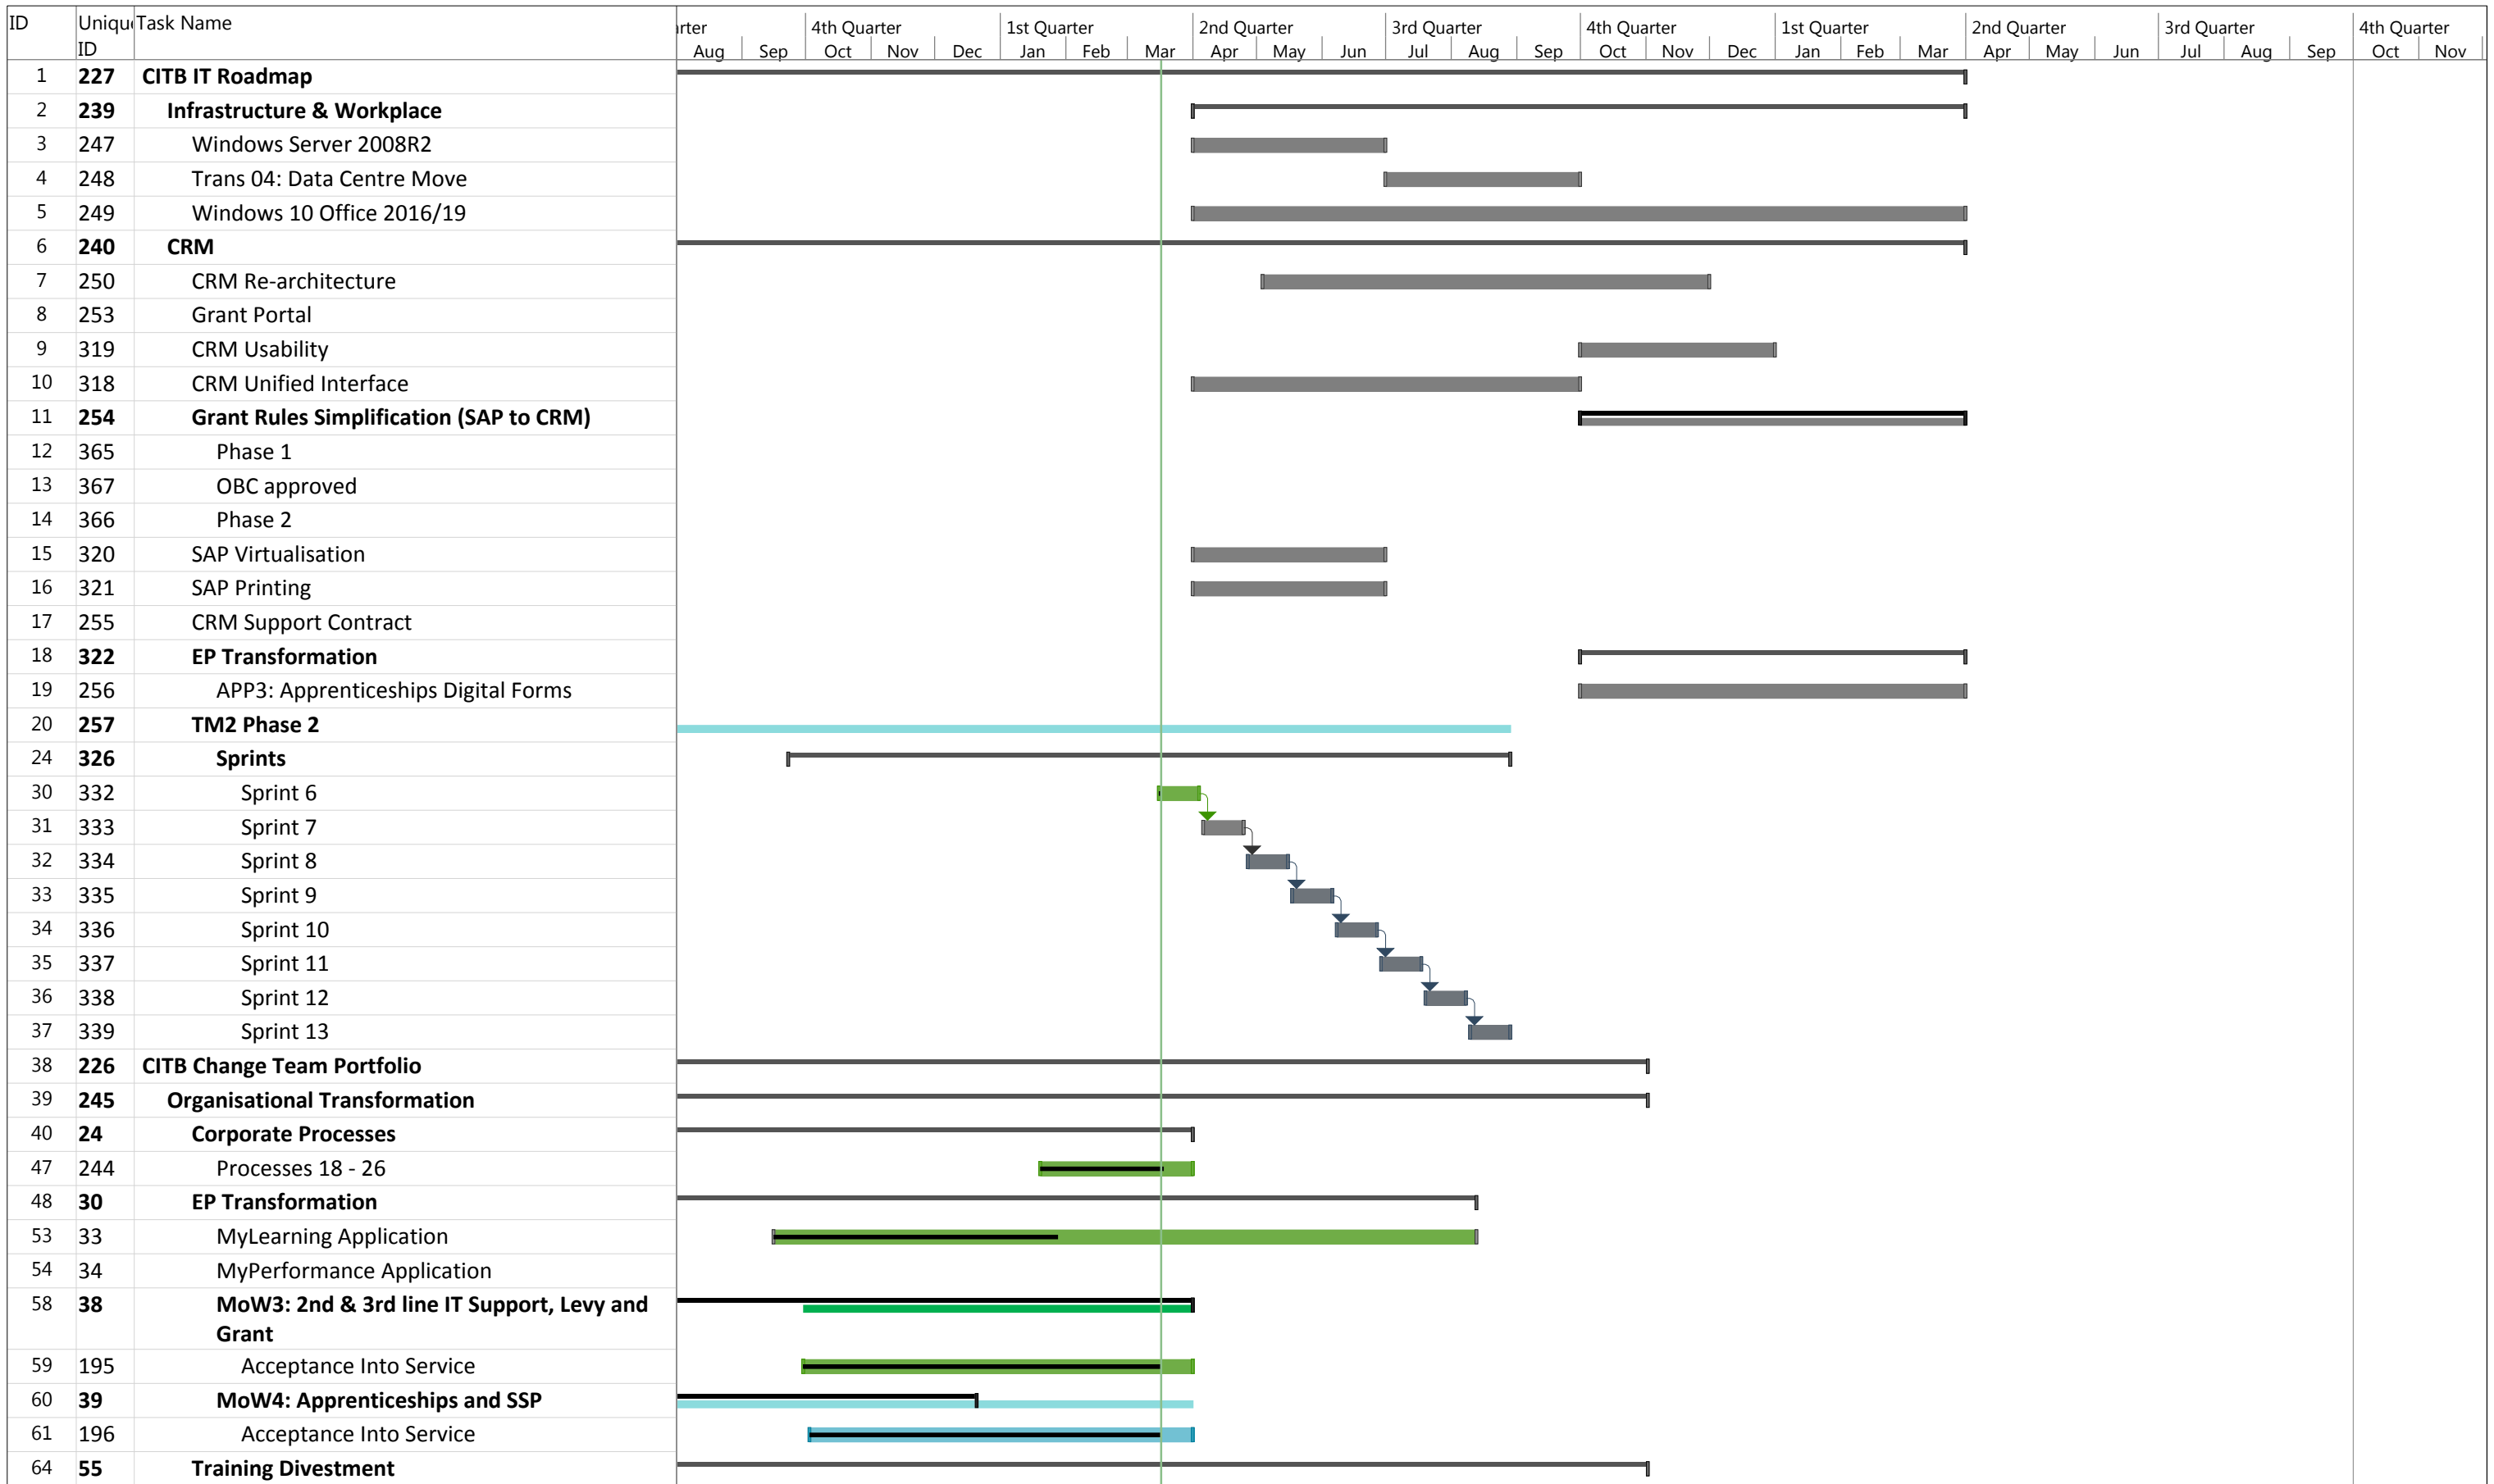 ID Uniqu Task Name
ID
rter 4th Quarter 1st Quarter 2nd Quarter 3rd Quarter 4th Quarter 1st Quarter 2nd Quarter 3rd Quarter 4th Quarter
Aug Sep Oct Nov Dec Jan Feb Mar Apr May Jun Jul Aug Sep Oct Nov Dec Jan Feb Mar Apr May Jun Jul Aug Sep Oct Nov
1 227 CITB IT Roadmap
2 239 Infrastructure & Workplace
3 247 Windows Server 2008R2
4 248 Trans 04: Data Centre Move
5 249 Windows 10 Office 2016/19
6 240 CRM
7 250 CRM Re-architecture
8 253 Grant Portal
9 319 CRM Usability
10 318 CRM Unified Interface
11 254 Grant Rules Simplification (SAP to CRM)
12 365 Phase 1
13 367 OBC approved
14 366 Phase 2
15 320 SAP Virtualisation
16 321 SAP Printing
17 255 CRM Support Contract
18 322 EP Transformation
19 256 APP3: Apprenticeships Digital Forms
20 257 TM2 Phase 2
24 326 Sprints
30 332 Sprint 6
31 333 Sprint 7
32 334 Sprint 8
33 335 Sprint 9
34 336 Sprint 10
35 337 Sprint 11
36 338 Sprint 12
37 339 Sprint 13
38 226 CITB Change Team Portfolio
39 245 Organisational Transformation
40 24 Corporate Processes
47 244 Processes 18 - 26
48 30 EP Transformation
53 33 MyLearning Application
54 34 MyPerformance Application
58 38 MoW3: 2nd & 3rd line IT Support, Levy and
Grant
59 195 Acceptance Into Service
60 39 MoW4: Apprenticeships and SSP
61 196 Acceptance Into Service
64 55 Training Divestment